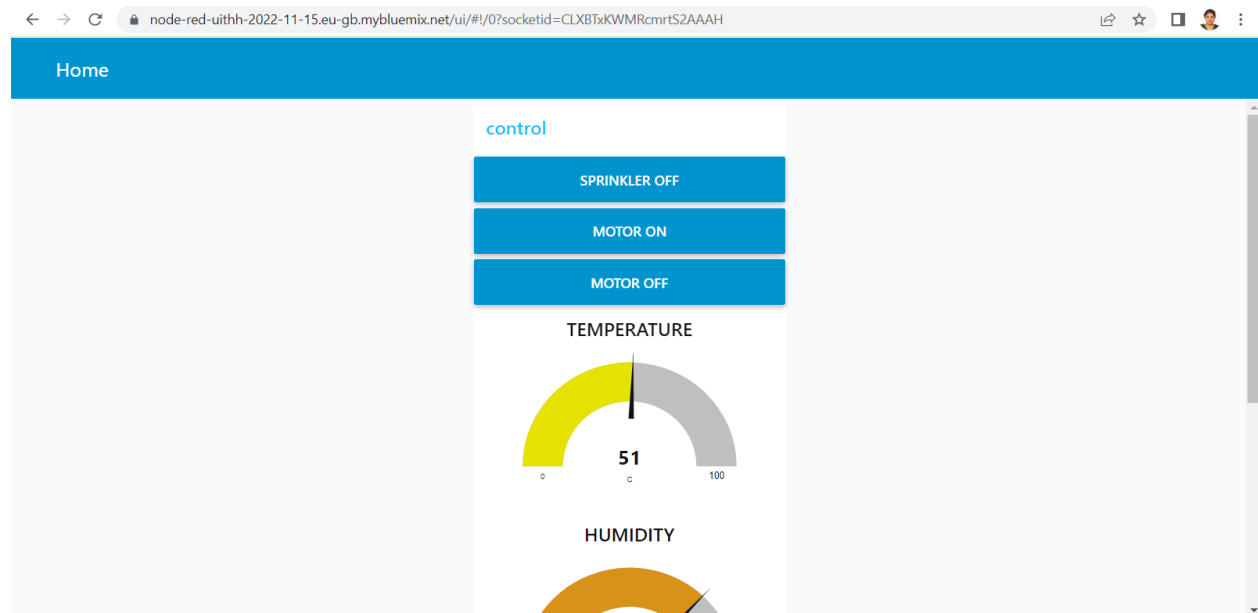 node-red-uithh-2022-11-15.eu-gb.mybluemix.net/ui/#!/0?socketid=CLXBTxKWMRcmrtS2AAAH
Home
control
SPRINKLER OFF
MOTOR ON
MOTOR OFF
TEMPERATURE
51
0 C 100
HUMIDITY